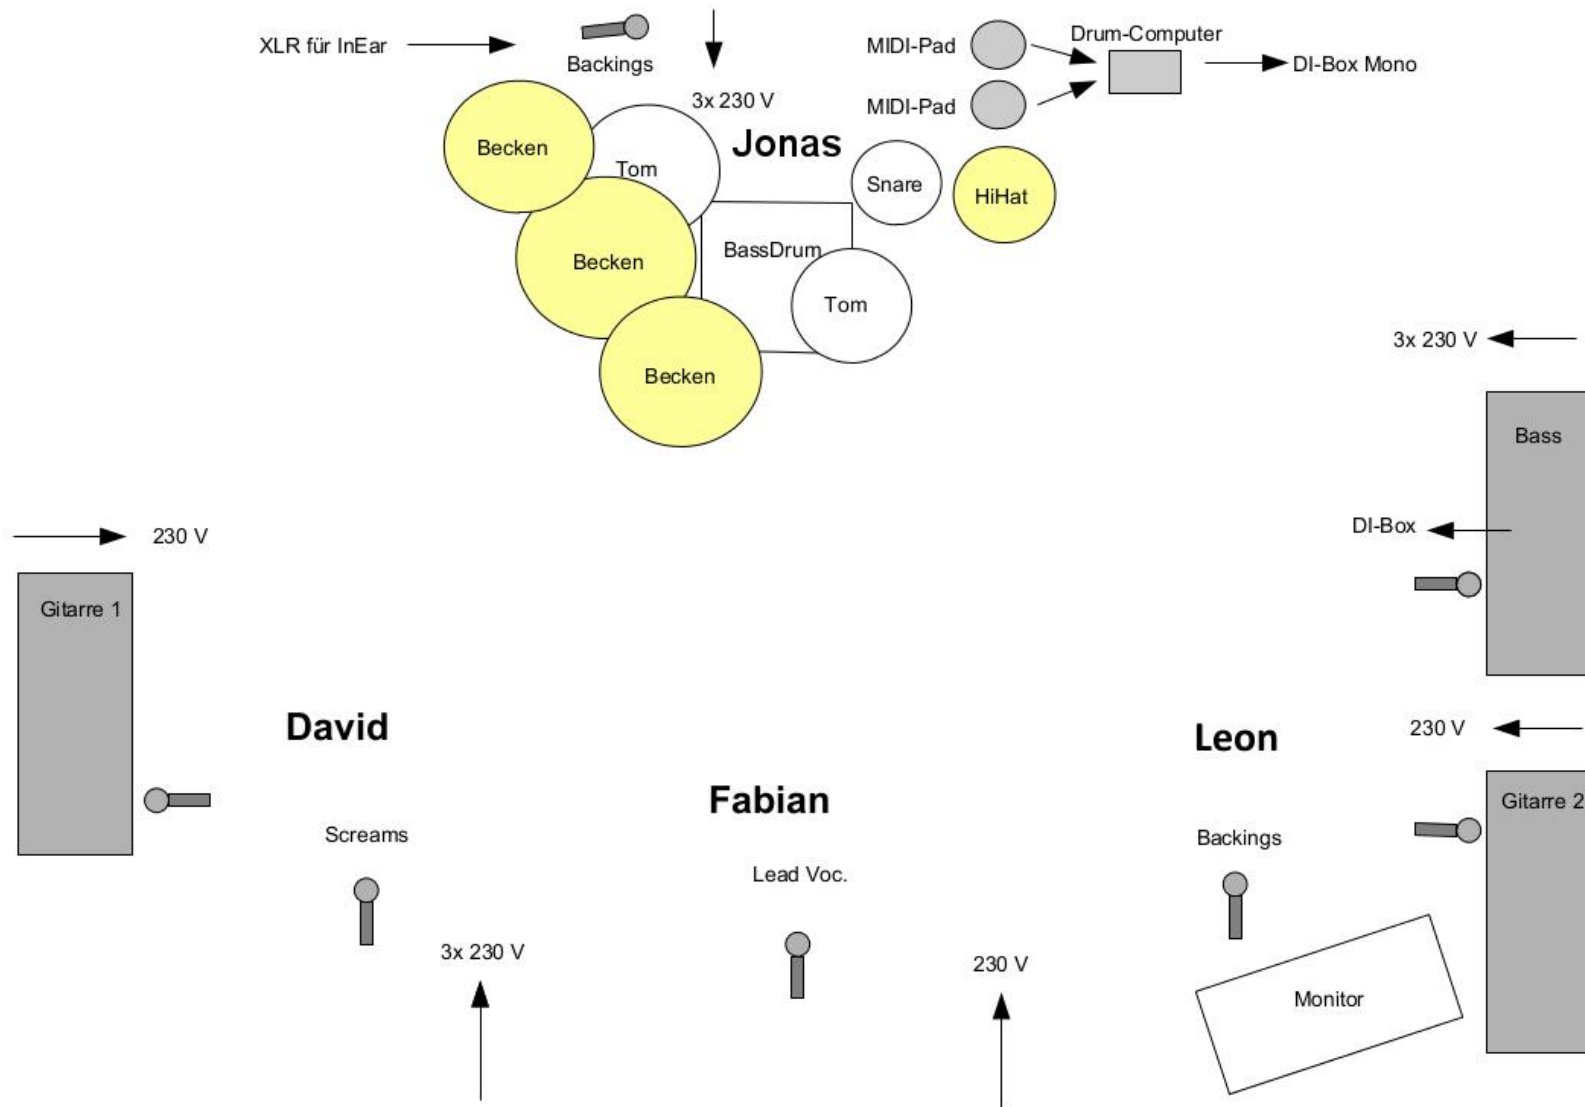 XLR für InEar
Backings
3x 230 V
MIDI-Pad
Drum-Computer
DI-Box Mono
MIDI-Pad
Jonas
Becken
Tom
Snare
HiHat
BassDrum
Becken
Tom
Becken
3x 230 V
Bass
DI-Box
230 V
Gitarre 1
David
Leon
230 V
Fabian
Gitarre 2
Screams
Backings
Lead Voc.
3x 230 V
230 V
Monitor